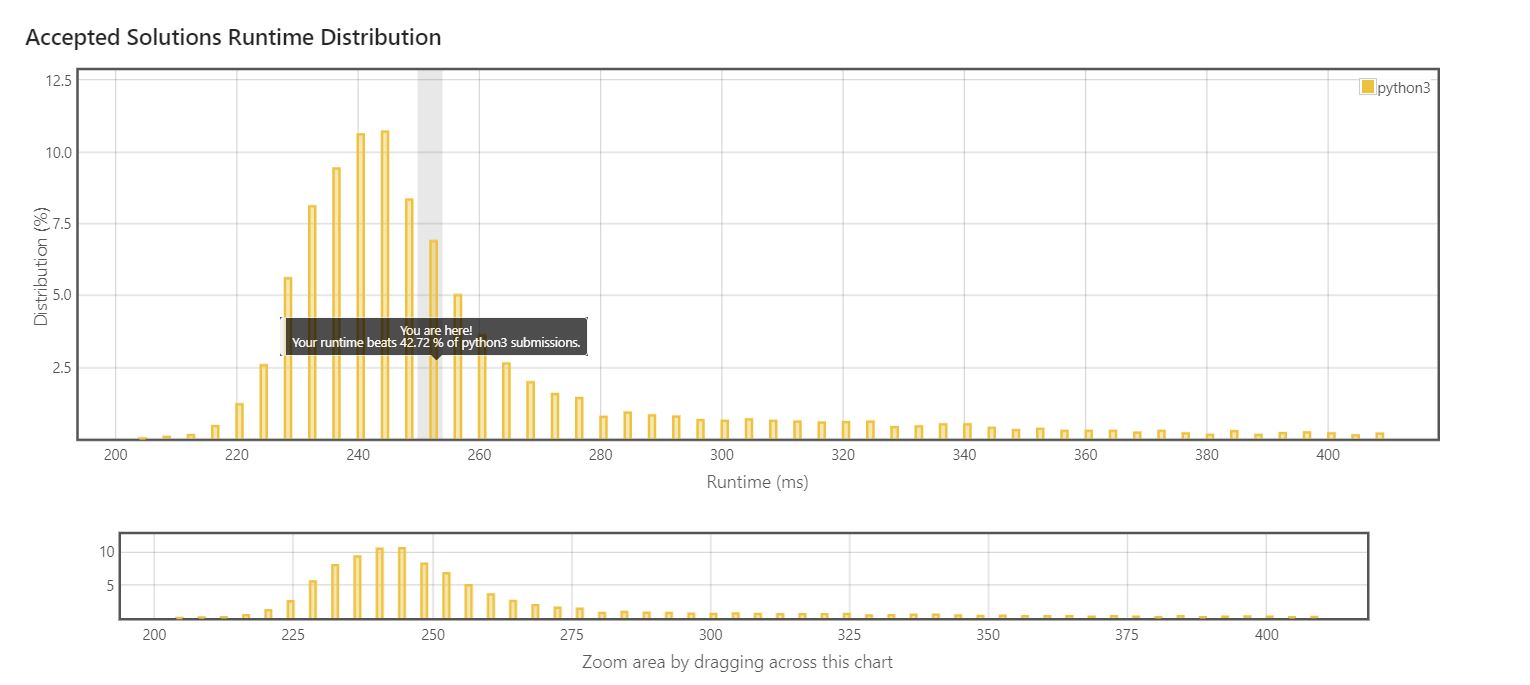 Accepted Solutions Runtime Distribution
12.5
python3
10.0
7.5
5.0
2.5
Distribution (%)
You are here!
Your runtime beats 42.72 % of python3 submissions.
200 220 240 260 280 300 320 340 360 380 400
Runtime (ms)
10
5
200 225 250 275 300 325 350 375 400
Zoom area by dragging across this chart